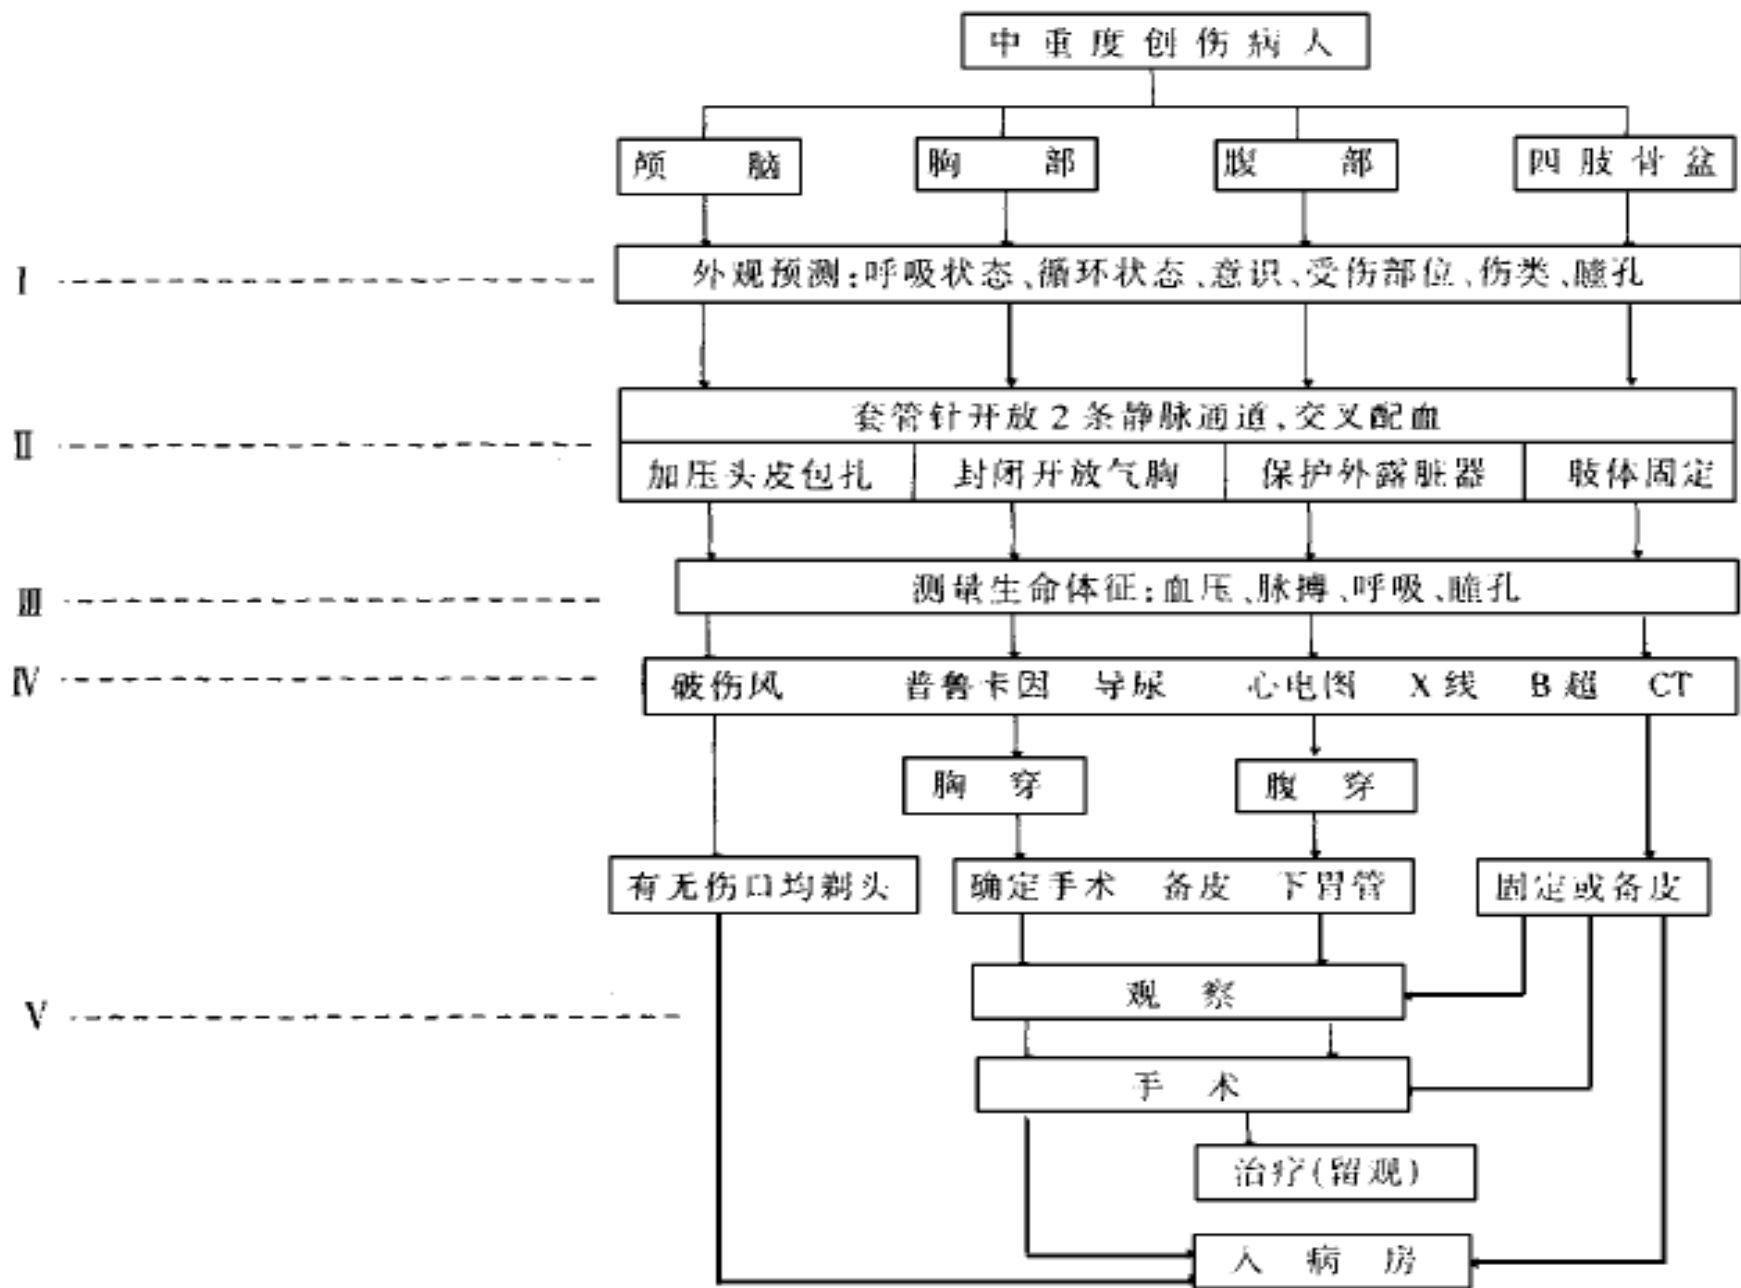 中重度创伤病人
颅 脑
胸 部
腹 部
四肢骨盆
I
外观预测:呼吸状态、循环状态、意识、受伤部位、伤类、瞳孔
II
套管针开放2条静脉通道、交叉配血
加压头皮包扎
封闭开放气胸
保护外露脏器
肢体固定
III
测量生命体征:血压、脉搏、呼吸、瞳孔
IV
破伤风 普鲁卡因 导尿 心电图 X线 B超 CT
胸 穿
腹 穿
有无伤口均剃头
确定手术 备皮 下胃管
固定或备皮
V
观 察
手 术
治疗(留观)
入 病 房